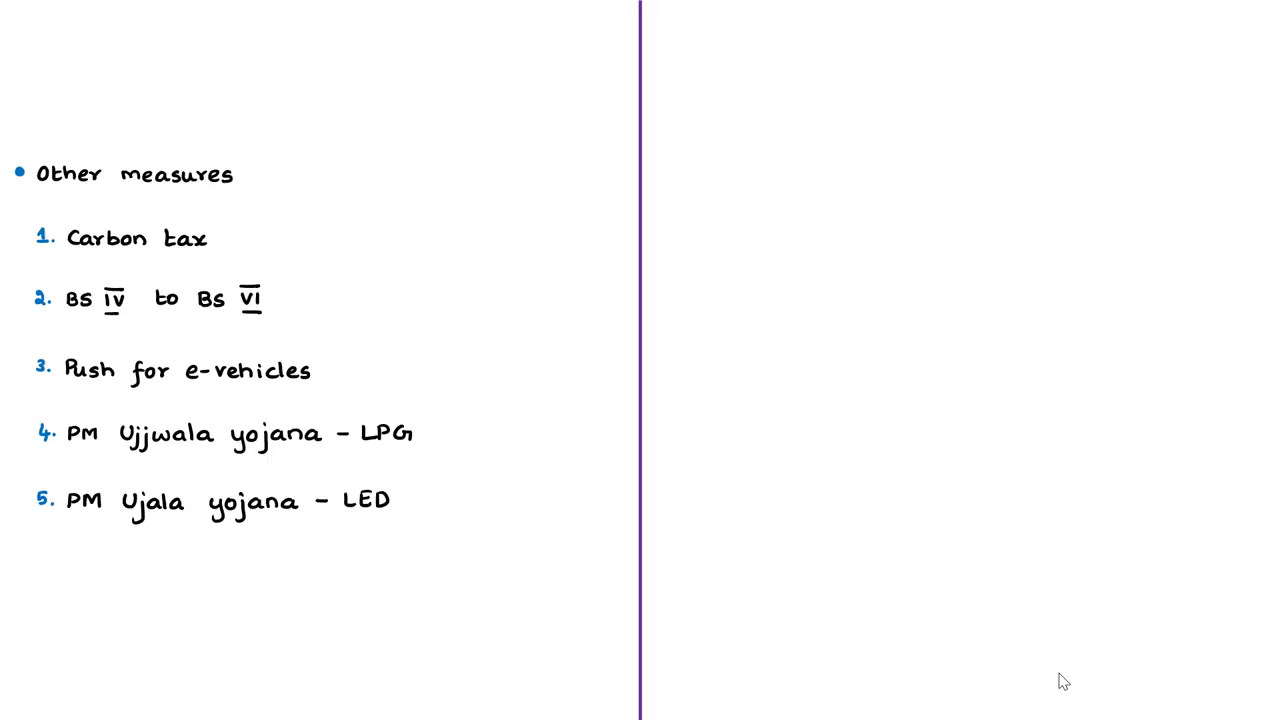 • Other measures
1. Carbon tax
2. BS IV to BS VI
3. Push for e-vehicles
4. PM Ujjwala yojana - LPG
5. PM Ujala yojana - LED